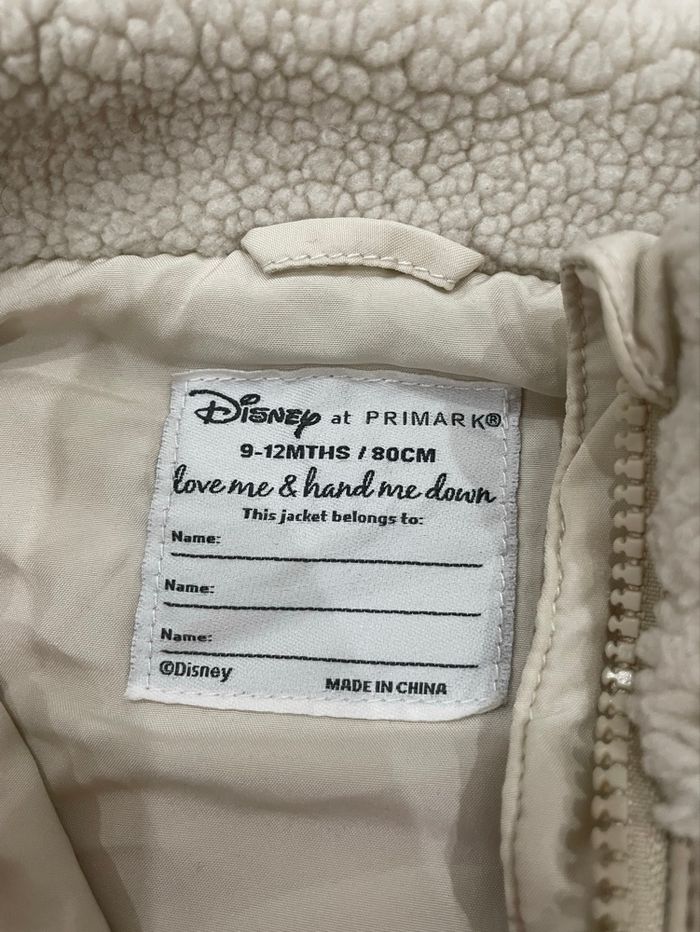 Disney at PRIMARK®
9-12MTHS / 80CM
love me & hand me down
This jacket belongs to:
Name:
Name:
Name:
©Disney
MADE IN CHINA